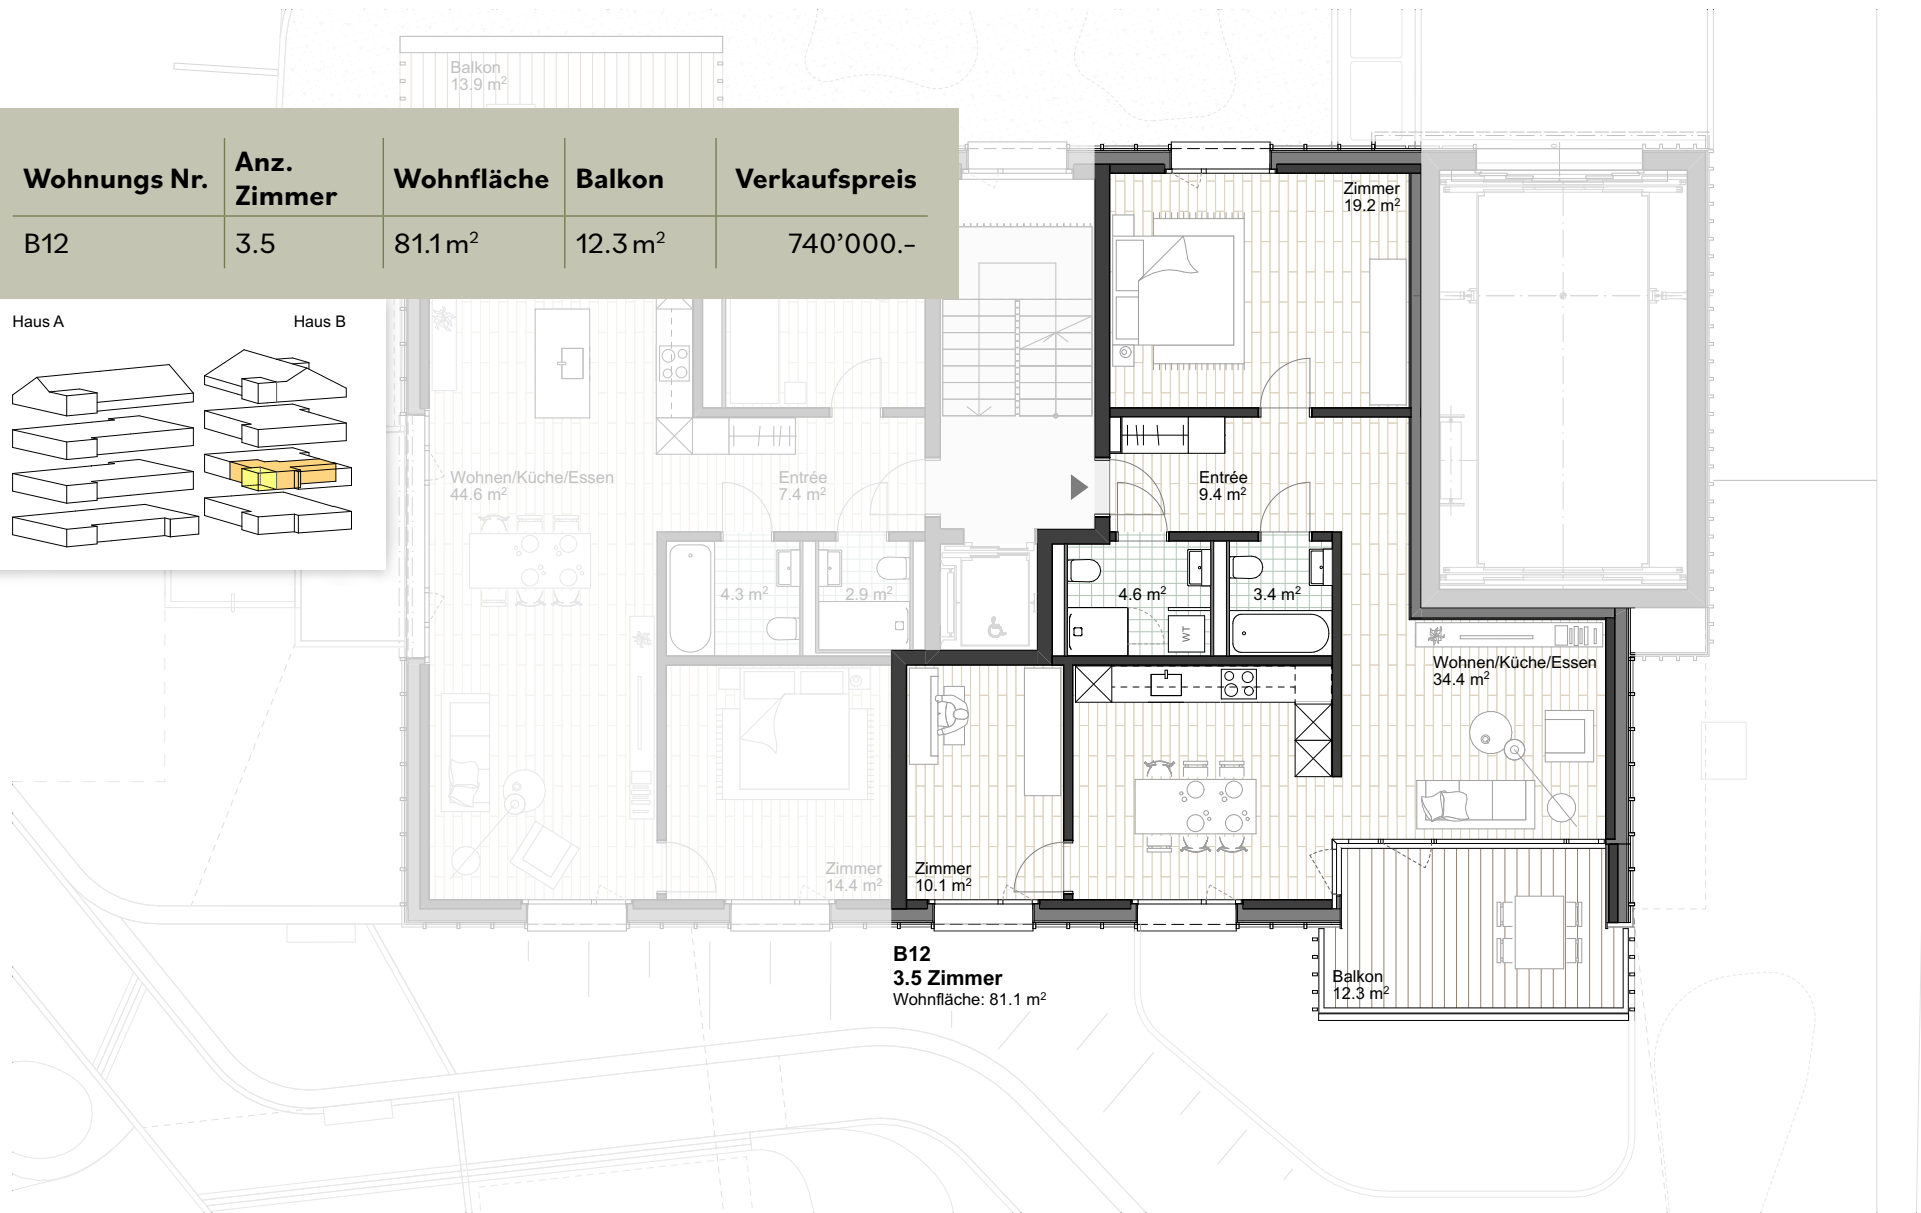 Balkon
13.9 m²
Wohnungs Nr. Anz. Zimmer Wohnfläche Balkon Verkaufspreis
B12 3.5 81.1 m² 12.3 m² 740’000.–
Haus A Haus B
Zimmer
19.2 m²
Wohnen/Küche/Essen
44.6 m²
Entrée
7.4 m²
Entrée
9.4 m²
4.3 m²
2.9 m²
4.6 m²
3.4 m²
WT
Wohnen/Küche/Essen
34.4 m²
Zimmer
14.4 m²
Zimmer
10.1 m²
B12
3.5 Zimmer
Wohnfläche: 81.1 m²
Balkon
12.3 m²